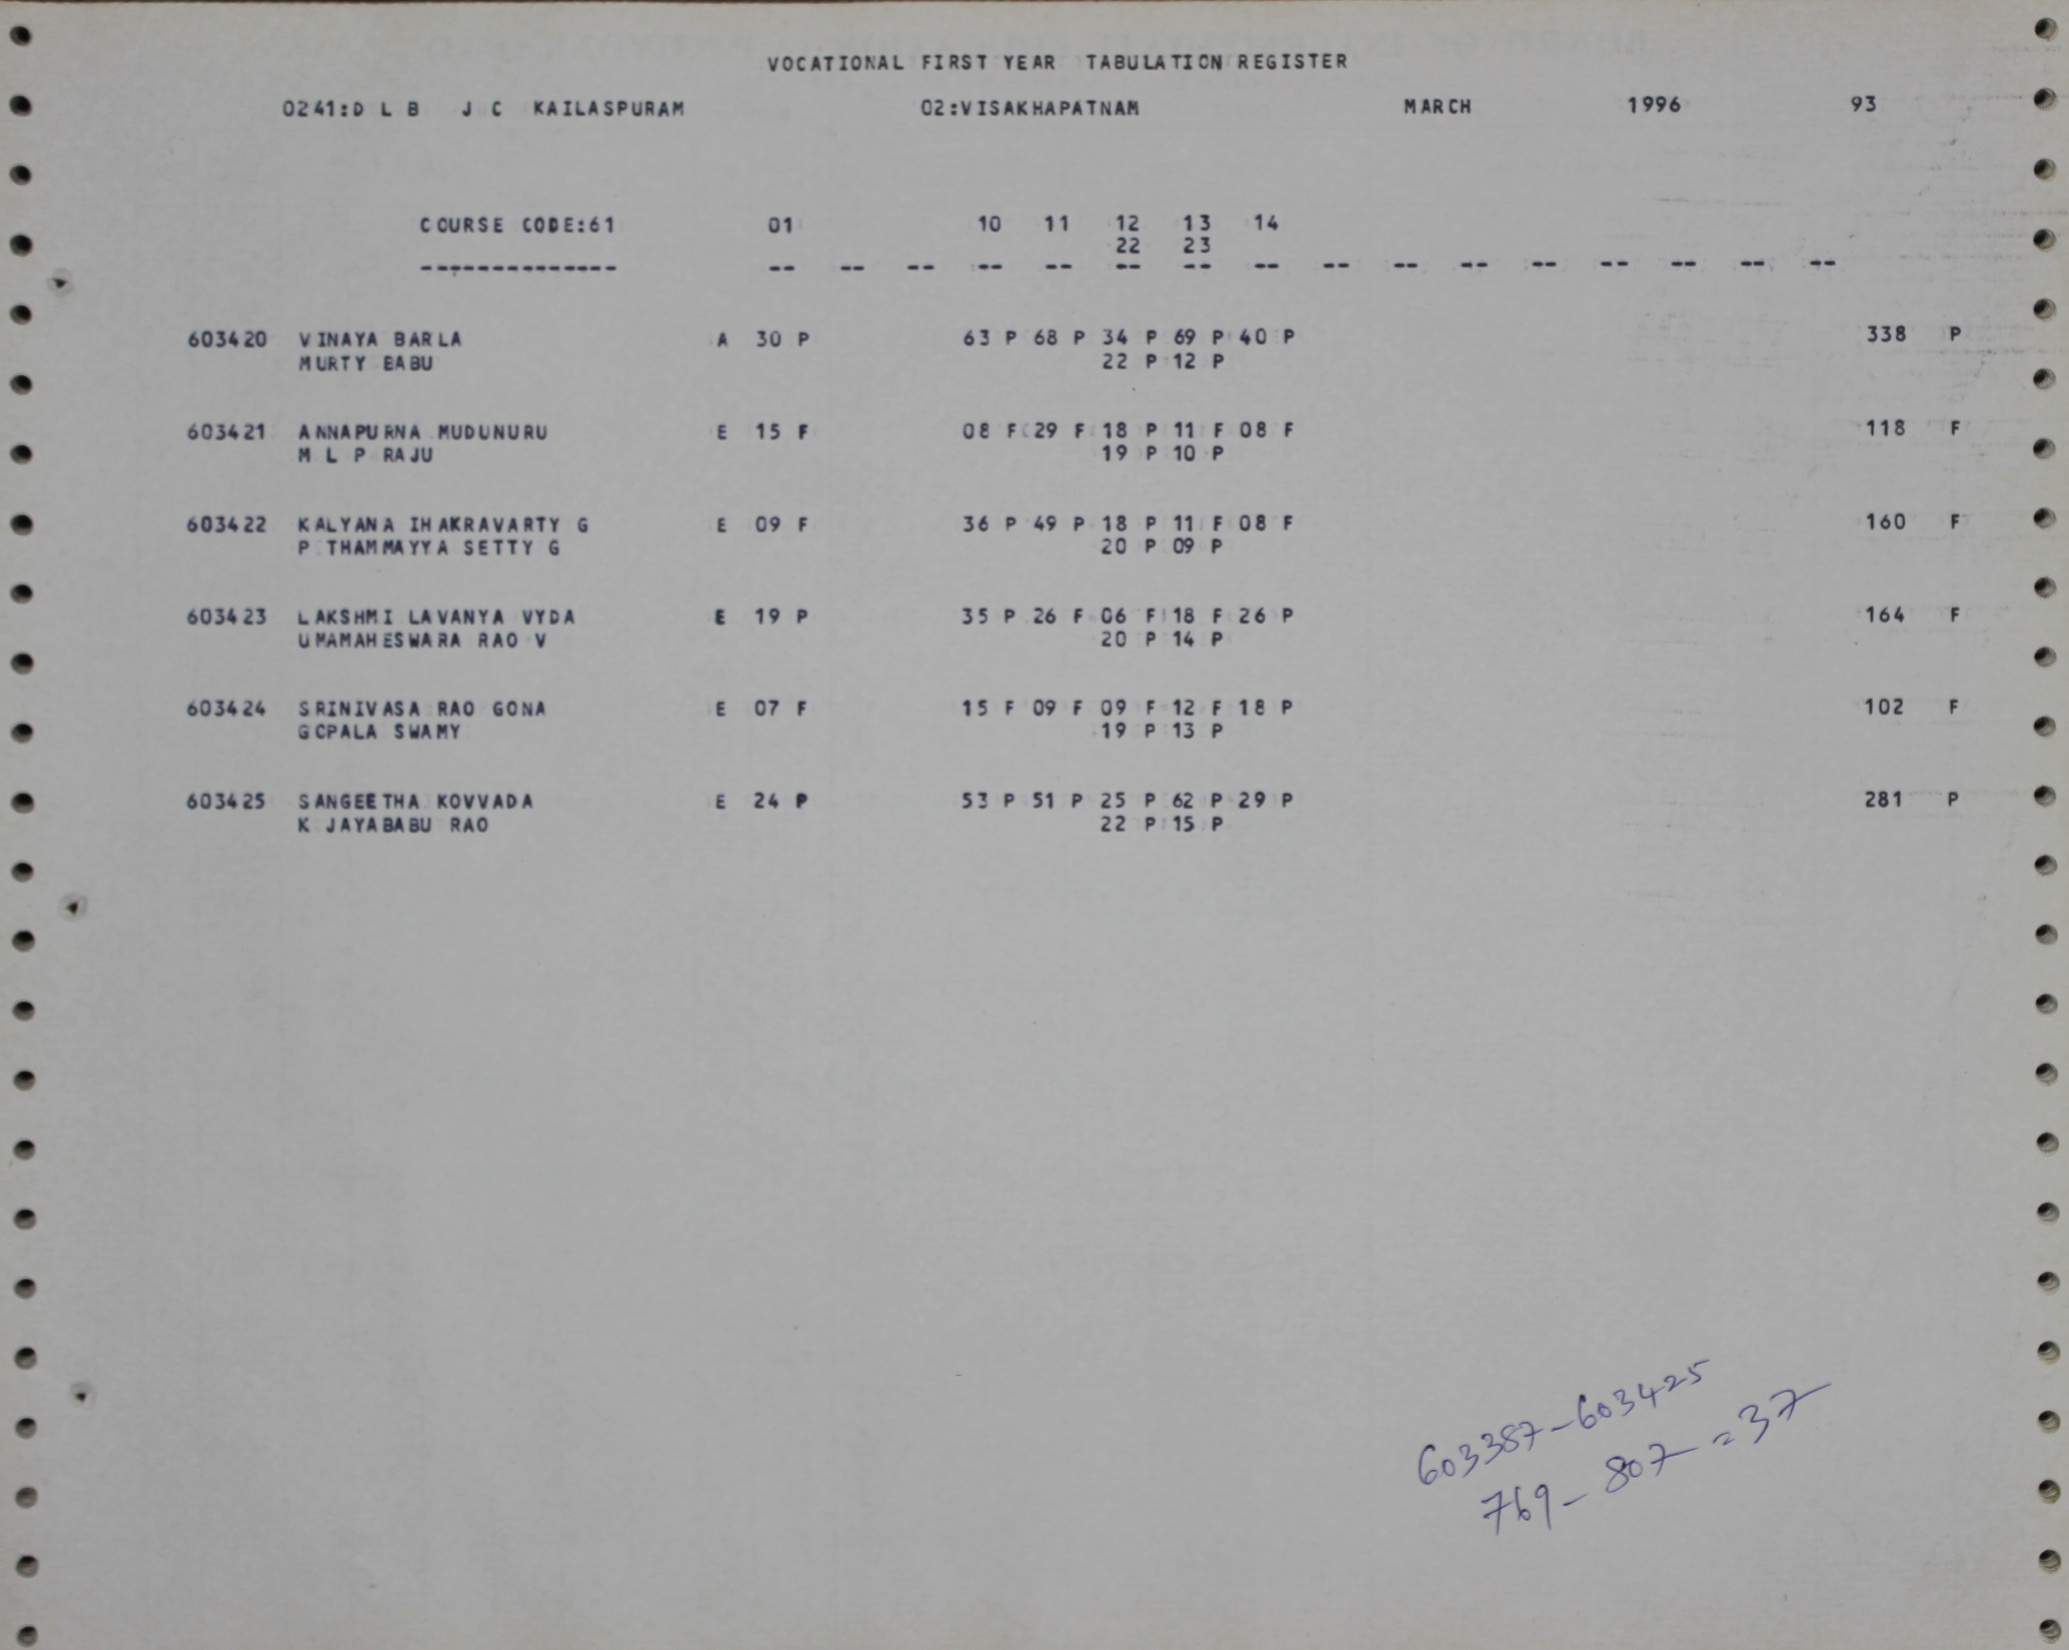 VOCATIONAL FIRST YEAR TABULATION REGISTER
0241:D L B J C KAILASPURAM 02:VISAKHAPATNAM MARCH 1996 93
COURSE CODE:61 01 10 11 12 13 14
22 23
-------------- -- -- -- -- -- -- -- -- -- -- -- -- -- -- -- --
603420 VINAYA BARLA A 30 P 63 P 68 P 34 P 69 P 40 P 338 P
MURTY BABU 22 P 12 P
603421 ANNAPURNA MUDUNURU E 15 F 08 F 29 F 18 P 11 F 08 F 118 F
M L P RAJU 19 P 10 P
603422 KALYANA IHAKRAVARTY G E 09 F 36 P 49 P 18 P 11 F 08 F 160 F
P THAMMAYYA SETTY G 20 P 09 P
603423 LAKSHMI LAVANYA VYDA E 19 P 35 P 26 F 06 F 18 F 26 P 164 F
UMAMAHESWARA RAO V 20 P 14 P
603424 SRINIVASA RAO GONA E 07 F 15 F 09 F 09 F 12 F 18 P 102 F
GOPALA SWAMY 19 P 13 P
603425 SANGEETHA KOVVADA E 24 P 53 P 51 P 25 P 62 P 29 P 281 P
K JAYABABU RAO 22 P 15 P
603387-603425
769-807=37